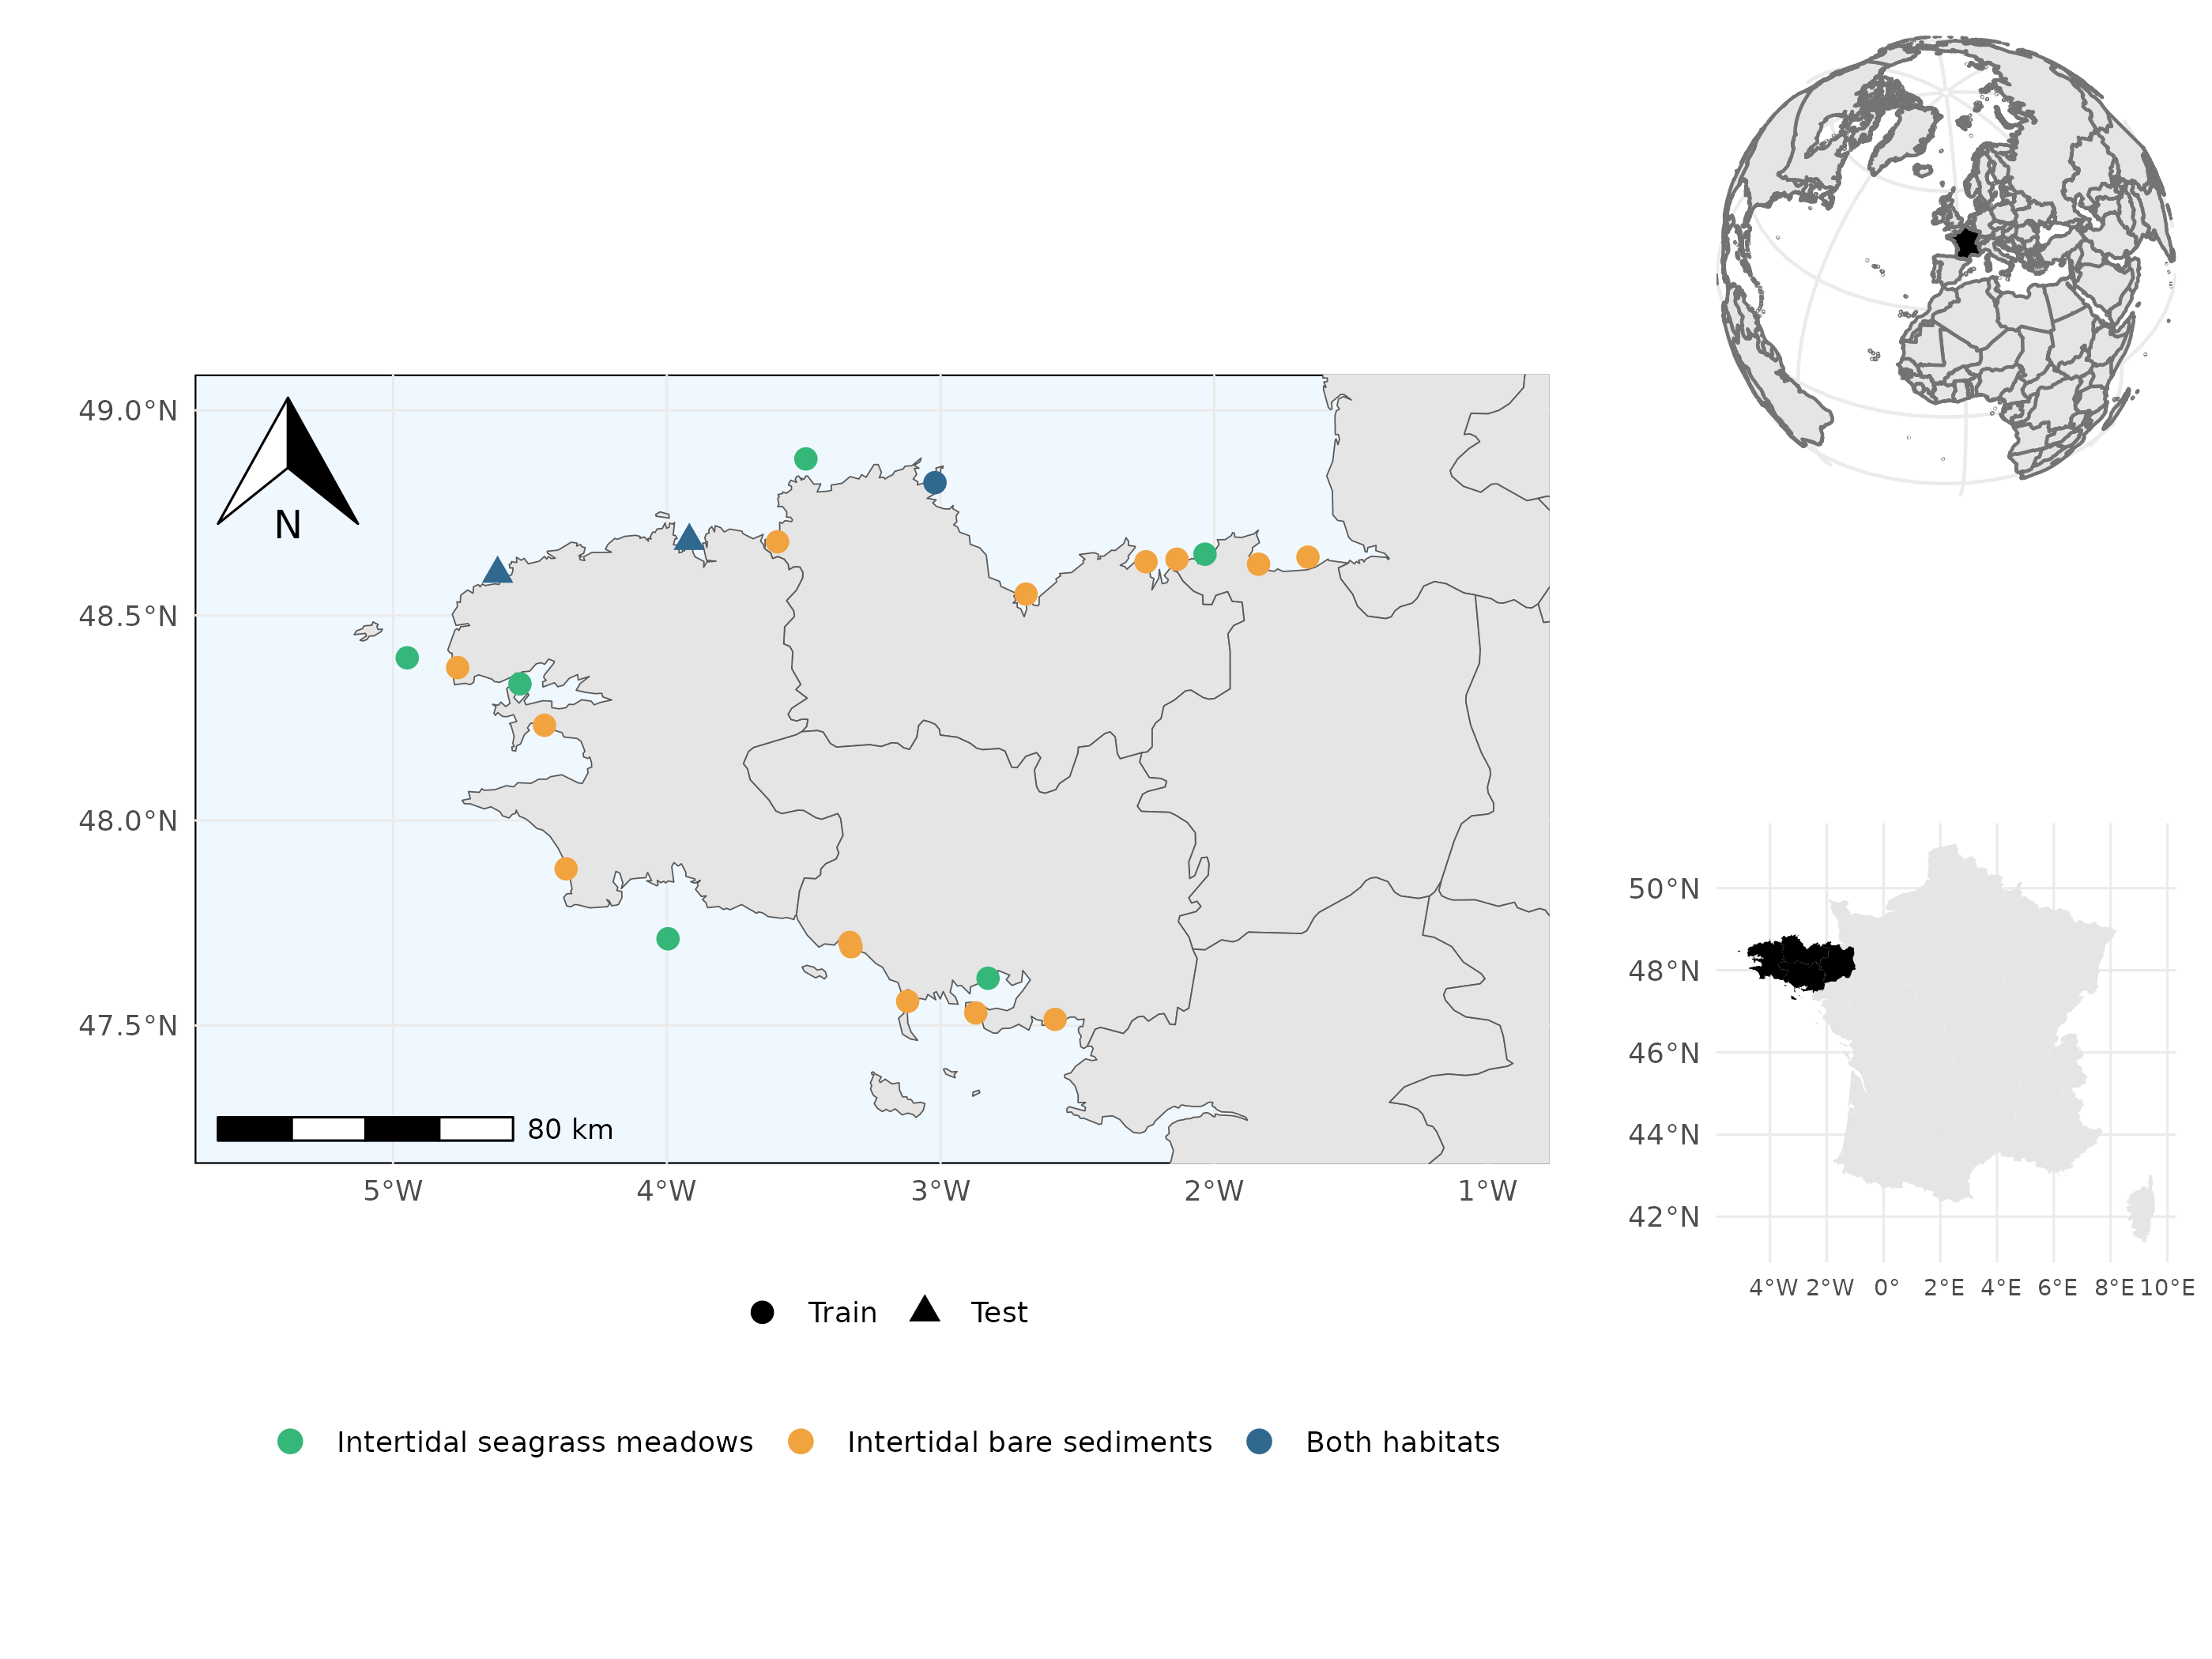 49.0°N
48.5°N
48.0°N
47.5°N
N
80 km
5°W 4°W 3°W 2°W 1°W
50°N
48°N
46°N
44°N
42°N
4°W 2°W 0° 2°E 4°E 6°E 8°E 10°E
Train Test
Intertidal seagrass meadows Intertidal bare sediments Both habitats